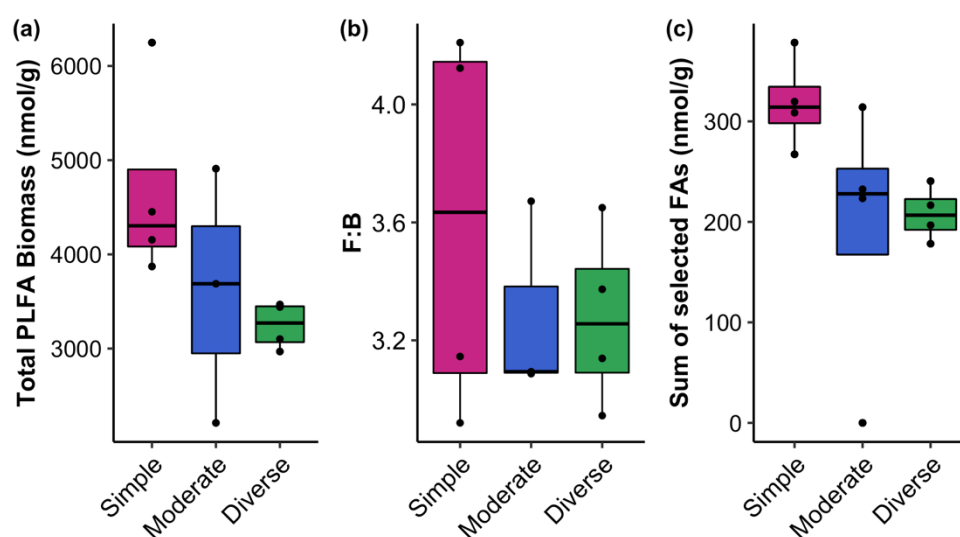 (a)
Total PLFA Biomass (nmol/g)
6000
5000
4000
3000
Simple
Moderate
Diverse
(b)
F:B
4.0
3.6
3.2
Simple
Moderate
Diverse
(c)
Sum of selected FAs (nmol/g)
300
200
100
0
Simple
Moderate
Diverse